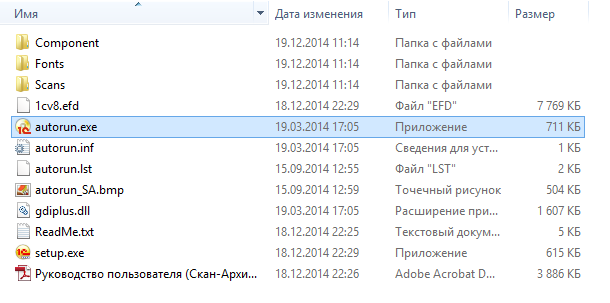 Имя Дата изменения Тип Размер
Component 19.12.2014 11:14 Папка с файлами
Fonts 19.12.2014 11:14 Папка с файлами
Scans 19.12.2014 11:14 Папка с файлами
1cv8.efd 18.12.2014 22:29 Файл "EFD" 7 769 КБ
autorun.exe 19.03.2014 17:05 Приложение 711 КБ
autorun.inf 19.03.2014 17:05 Сведения для уст... 1 КБ
autorun.lst 15.09.2014 12:55 Файл "LST" 2 КБ
autorun_SA.bmp 15.09.2014 12:59 Точечный рисунок 504 КБ
gdiplus.dll 19.03.2014 17:05 Расширение при... 1 607 КБ
ReadMe.txt 18.12.2014 22:25 Текстовый докум... 5 КБ
setup.exe 18.12.2014 22:29 Приложение 615 КБ
Руководство пользователя (Скан-Архи... 18.12.2014 22:26 Adobe Acrobat D... 3 886 КБ